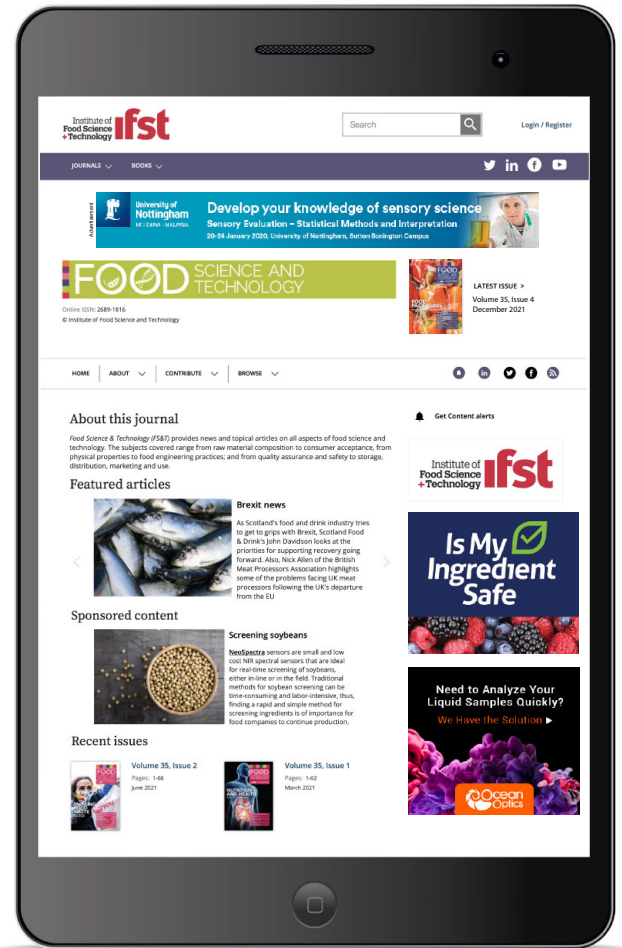 Institute of
Food Science
+Technology
ifst
Search
Login / Register
JOURNALS
BOOKS
Advertisement
University of
Nottingham
UK | CHINA | MALAYSIA
Develop your knowledge of sensory science
Sensory Evaluation – Statistical Methods and Interpretation
20-24 January 2020, University of Nottingham, Sutton Bonington Campus
FOOD SCIENCE AND
TECHNOLOGY
Online ISSN: 2689-1816
© Institute of Food Science and Technology
FOOD
LATEST ISSUE >
Volume 35, Issue 4
December 2021
HOME
ABOUT
CONTRIBUTE
BROWSE
About this journal
Food Science & Technology (FS&T) provides news and topical articles on all aspects of food science and
technology. The subjects covered range from raw material composition to consumer acceptance, from
physical properties to food engineering practices; and from quality assurance and safety to storage,
distribution, marketing and use.
Get Content alerts
Institute of
Food Science
+Technology
ifst
Featured articles
Brexit news
As Scotland's food and drink industry tries
to get to grips with Brexit, Scotland Food
& Drink's John Davidson looks at the
priorities for supporting recovery going
forward. Also, Nick Allen of the British
Meat Processors Association highlights
some of the problems facing UK meat
processors following the UK's departure
from the EU
Is My
Ingredient
Safe
Sponsored content
Screening soybeans
NeoSpectra sensors are small and low
cost NIR spectral sensors that are ideal
for real-time screening of soybeans,
either in-line or in the field. Traditional
methods for soybean screening can be
time-consuming and labor-intensive, thus,
finding a rapid and simple method for
screening ingredients is of importance for
food companies to continue production.
Need to Analyze Your
Liquid Samples Quickly?
We Have the Solution
Ocean
Optics
Recent issues
FOOD
Volume 35, Issue 2
Pages: 1-66
June 2021
FOOD
NUTRITION
AND HEALTH
Volume 35, Issue 1
Pages: 1-62
March 2021